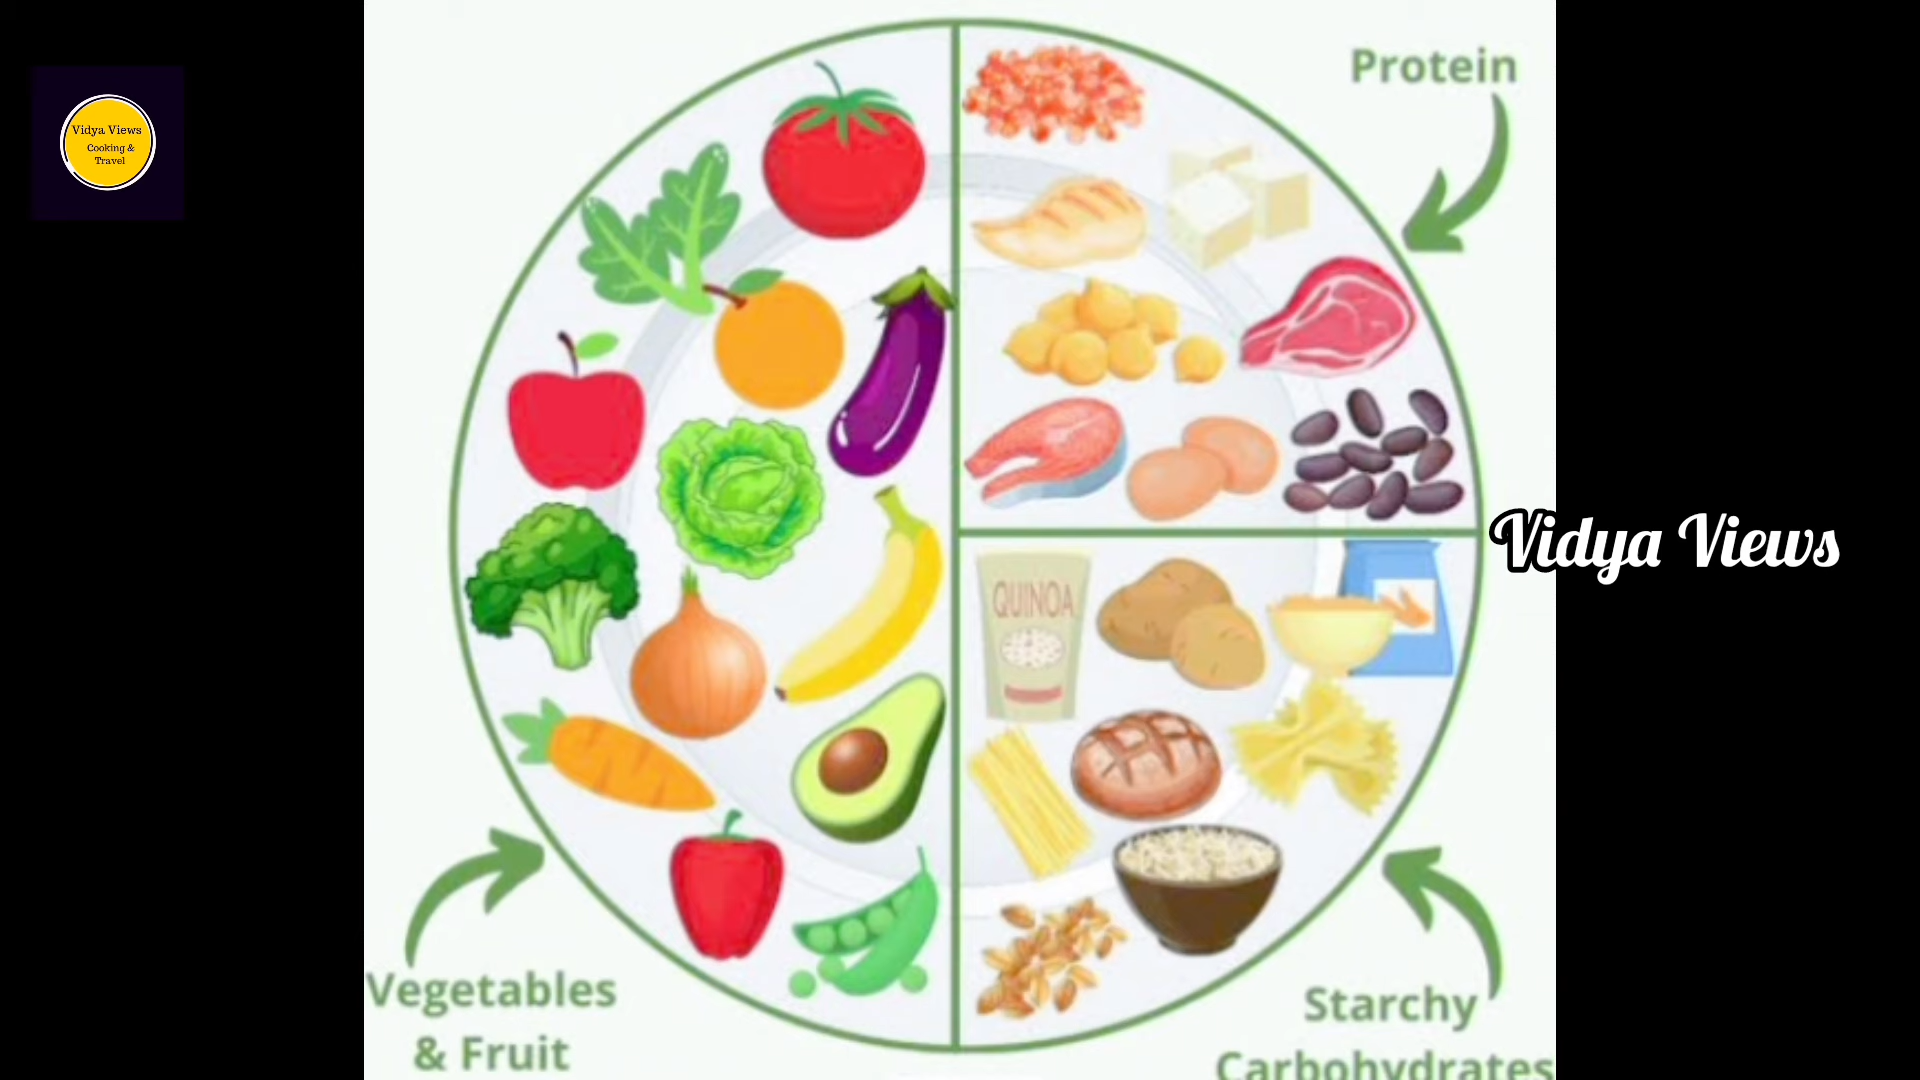 Vidya Views
Cooking &
Travel
Protein
Vidya Views
QUINOA
Vegetables
& Fruit
Starchy
Carbohydrates